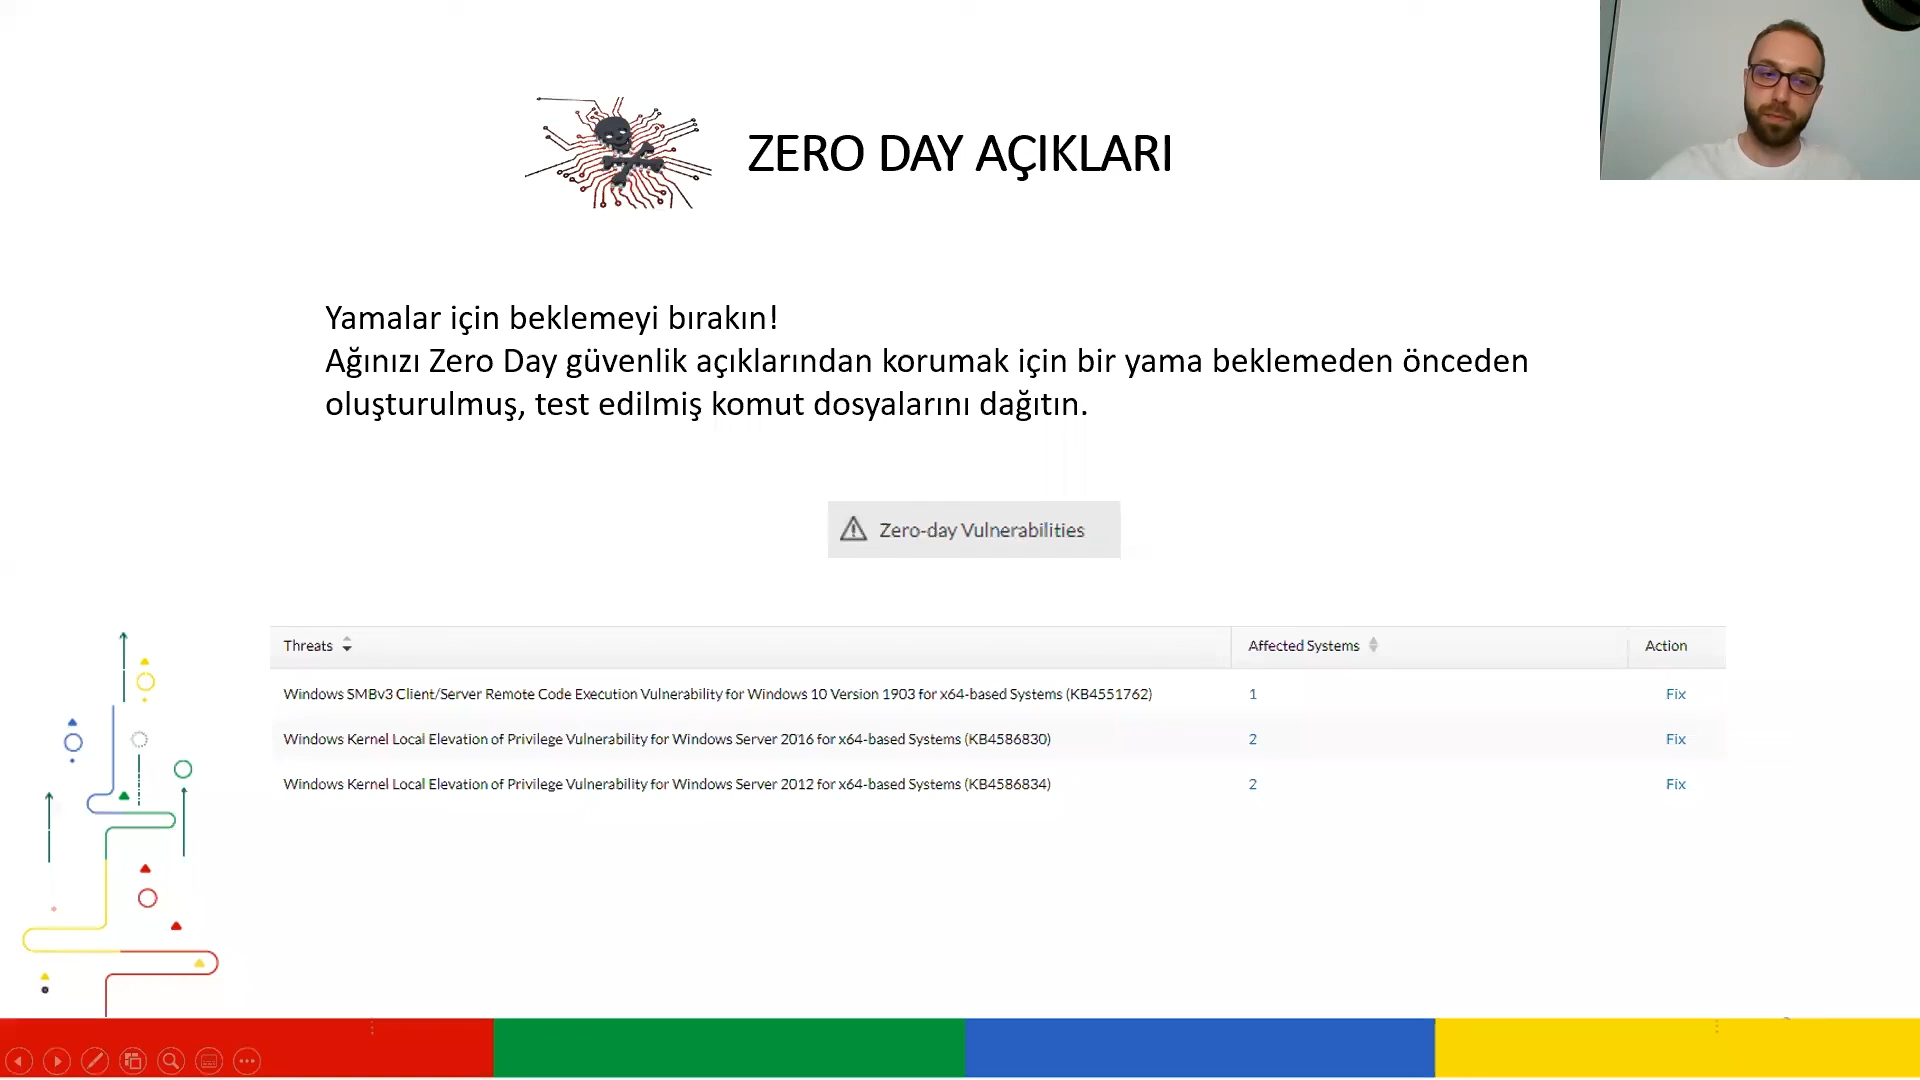 ZERO DAY AÇIKLARI
Yamalar için beklemeyi bırakın!
Ağınızı Zero Day güvenlik açıklarından korumak için bir yama beklemeden önceden
oluşturulmuş, test edilmiş komut dosyalarını dağıtın.
Zero-day Vulnerabilities
Threats Affected Systems Action
Windows SMBv3 Client/Server Remote Code Execution Vulnerability for Windows 10 Version 1903 for x64-based Systems (KB4551762) 1 Fix
Windows Kernel Local Elevation of Privilege Vulnerability for Windows Server 2016 for x64-based Systems (KB4586830) 2 Fix
Windows Kernel Local Elevation of Privilege Vulnerability for Windows Server 2012 for x64-based Systems (KB4586834) 2 Fix